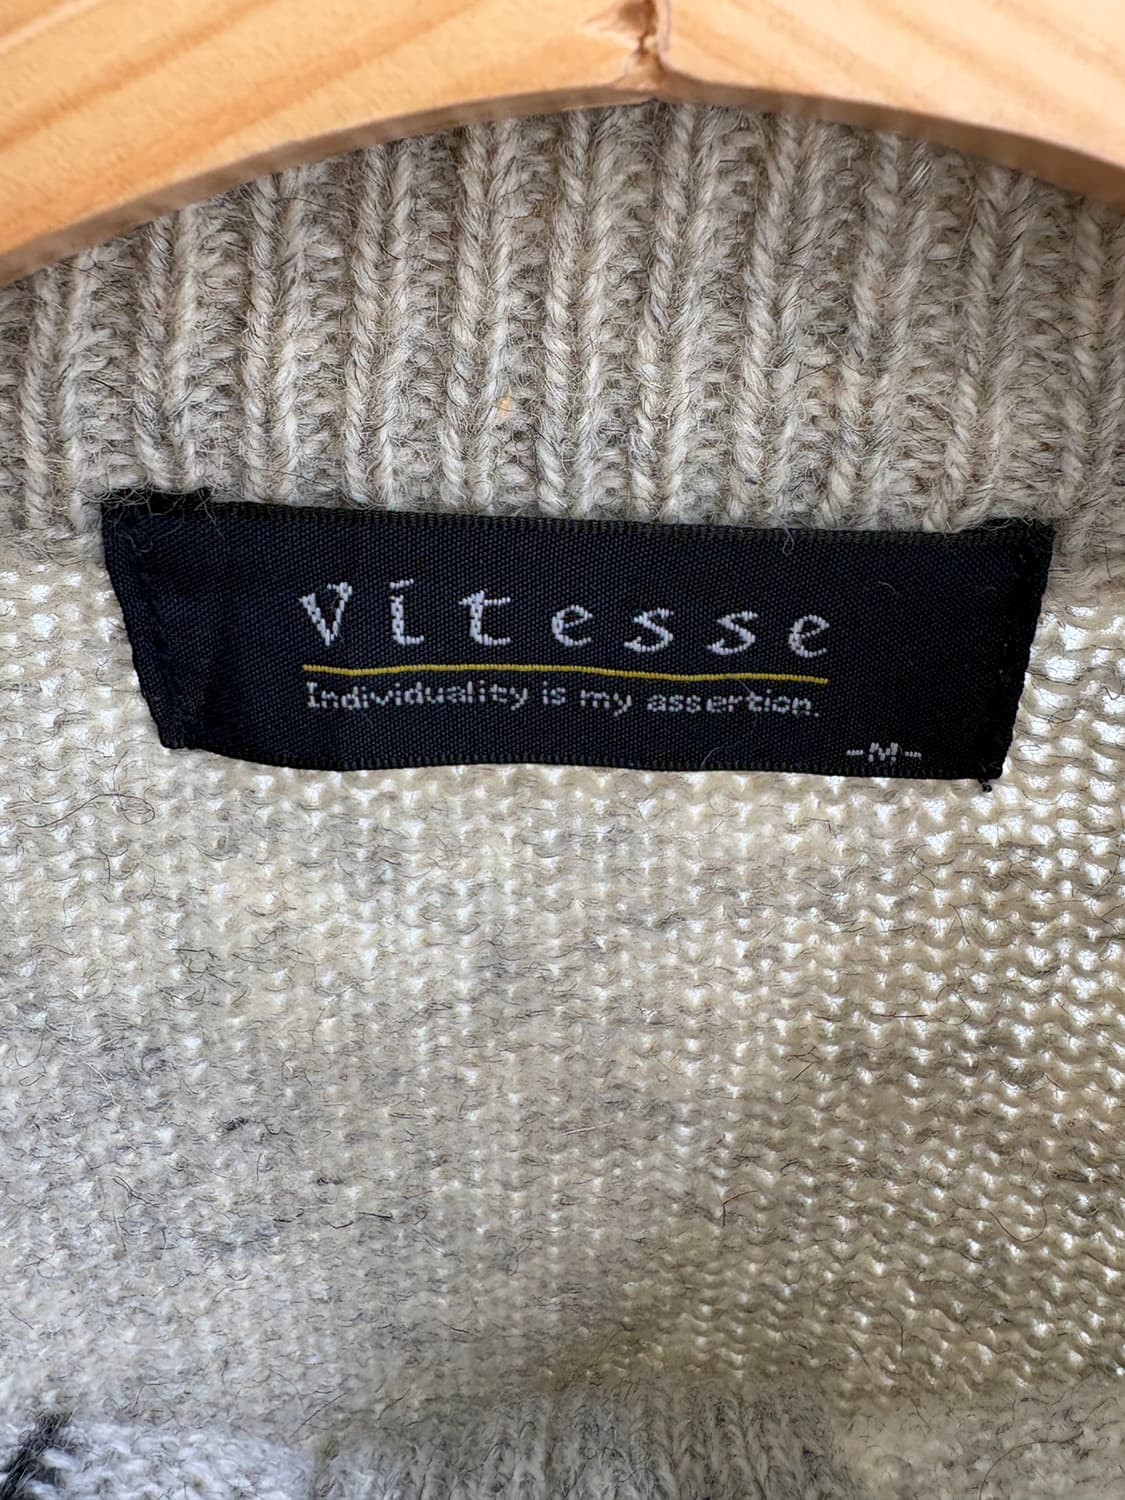 Vitesse
Individuality is my assertion.
-M-